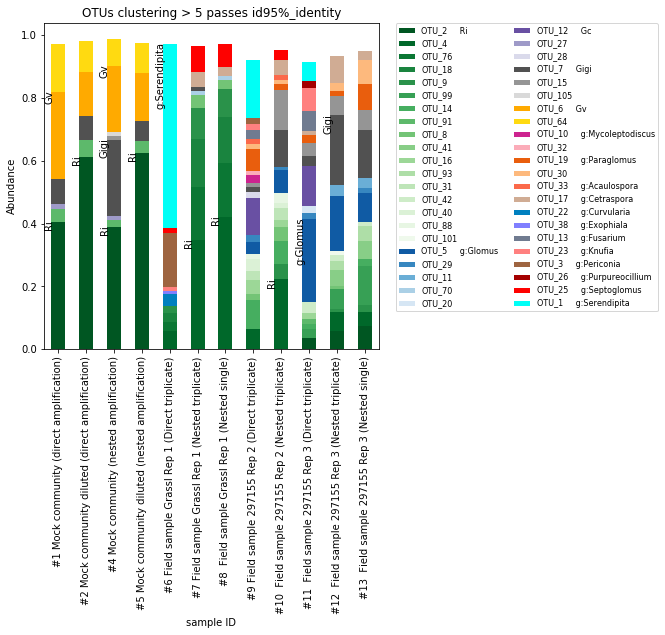 OTUs clustering > 5 passes id95%_identity
Abundance
1.0
0.8
0.6
0.4
0.2
0.0
Ri
Gv
Ri
Ri
Gigi
Gv
Ri
g:Serendipita
Ri
Ri
Ri
g:Glomus
Gigi
#1 Mock community (direct amplification)
#2 Mock community diluted (direct amplification)
#4 Mock community (nested amplification)
#5 Mock community diluted (nested amplification)
#6 Field sample Grassl Rep 1 (Direct triplicate)
#7 Field sample Grassl Rep 1 (Nested triplicate)
#8  Field sample Grassl Rep 1 (Nested single)
#9 Field sample 297155 Rep 2 (Direct triplicate)
#10  Field sample 297155 Rep 2 (Nested triplicate)
#11  Field sample 297155 Rep 3 (Direct triplicate)
#12  Field sample 297155 Rep 3 (Nested triplicate)
#13  Field sample 297155 Rep 3 (Nested single)
sample ID
OTU_2 Ri
OTU_4
OTU_76
OTU_18
OTU_9
OTU_99
OTU_14
OTU_91
OTU_8
OTU_41
OTU_16
OTU_93
OTU_31
OTU_42
OTU_40
OTU_88
OTU_101
OTU_5 g:Glomus
OTU_29
OTU_11
OTU_70
OTU_20
OTU_12 Gc
OTU_27
OTU_28
OTU_7 Gigi
OTU_15
OTU_105
OTU_6 Gv
OTU_64
OTU_10 g:Mycoleptodiscus
OTU_32
OTU_19 g:Paraglomus
OTU_30
OTU_33 g:Acaulospora
OTU_17 g:Cetraspora
OTU_22 g:Curvularia
OTU_38 g:Exophiala
OTU_13 g:Fusarium
OTU_23 g:Knufia
OTU_3 g:Periconia
OTU_26 g:Purpureocillium
OTU_25 g:Septoglomus
OTU_1 g:Serendipita